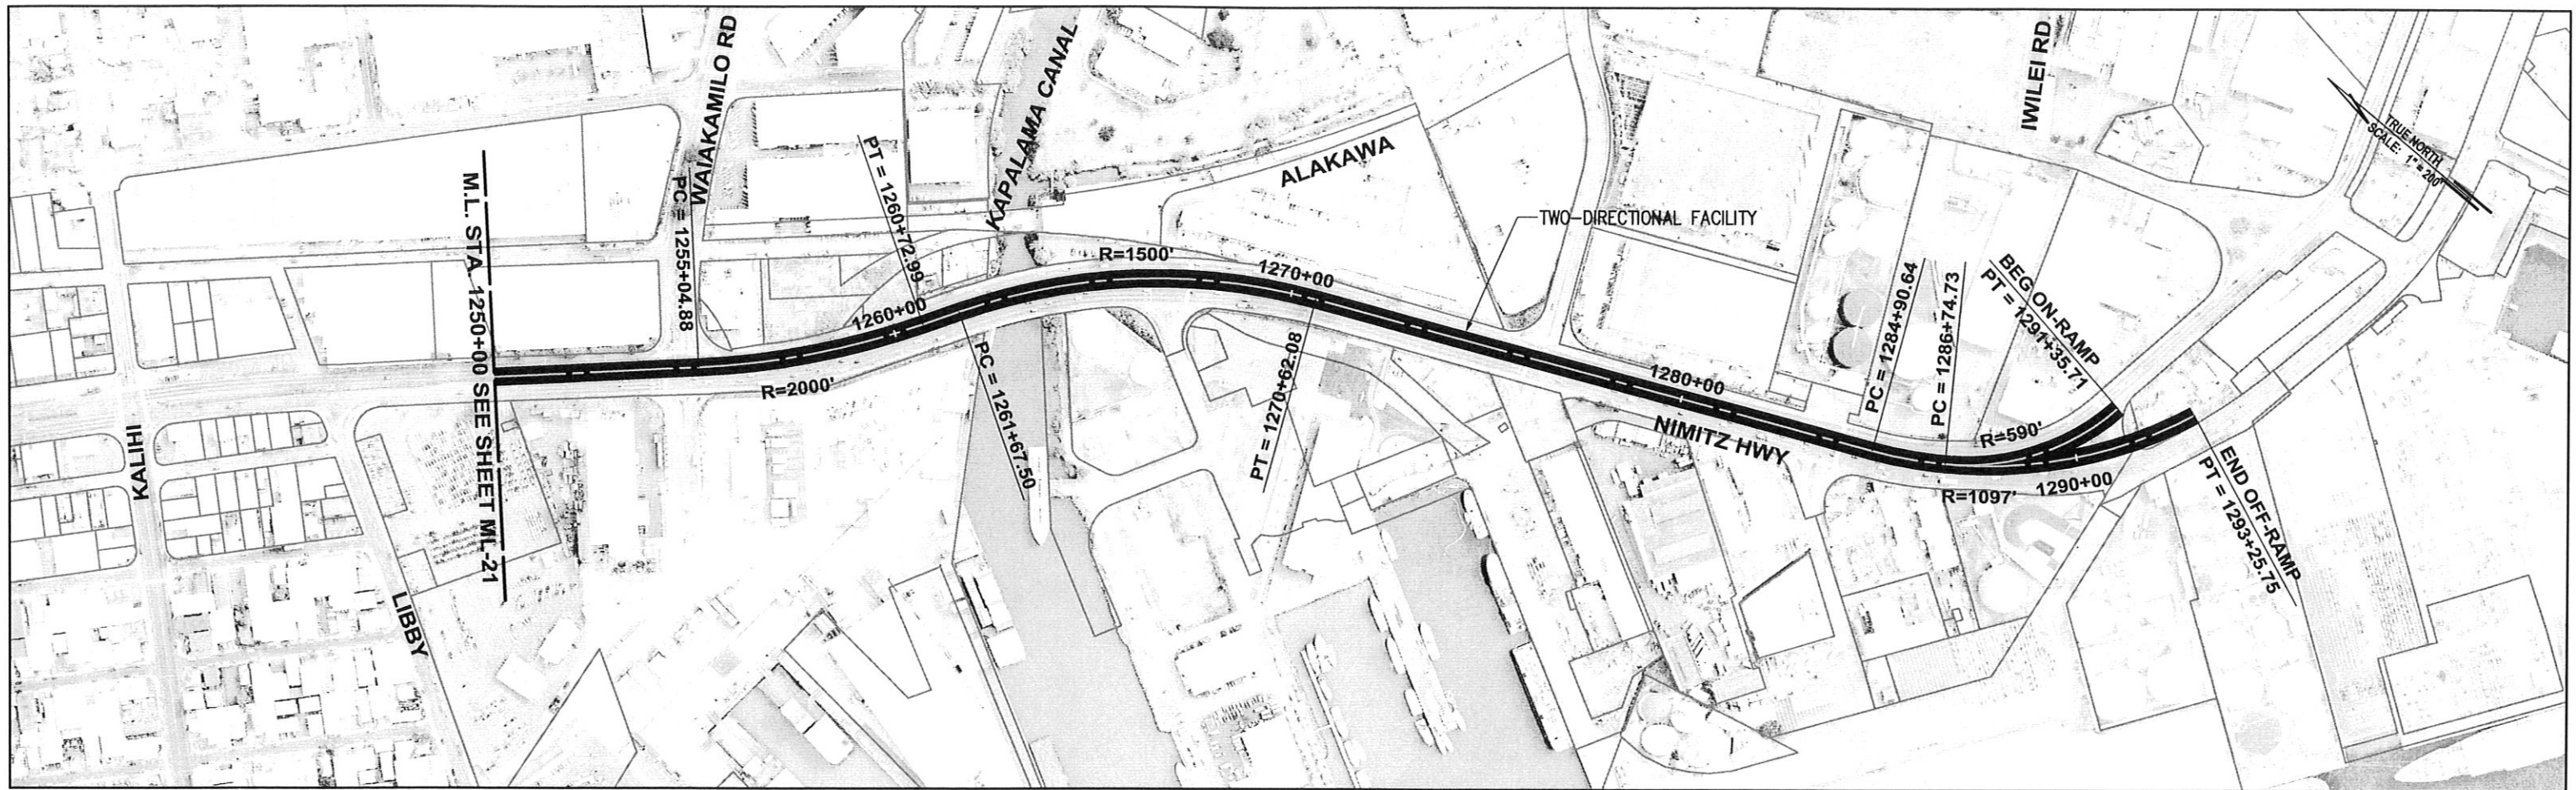 WAIAKAMILO RD
KAPALAMA CANAL
IWILEI RD
TRUE NORTH
SCALE: 1" = 200'
M.L. STA. 1250+00 SEE SHEET ML-21
PC = 1255+04.88
PT = 1260+72.99
ALAKAWA
TWO-DIRECTIONAL FACILITY
R=1500'
1270+00
1260+00
R=2000'
PC = 1261+67.50
PT = 1270+62.08
1280+00
NIMITZ HWY
PC = 1284+90.64
PC = 1286+74.73
BEG ON-RAMP
PT = 1291+35.71
R=590'
R=1097'
1290+00
END OFF-RAMP
PT = 1293+25.75
KALIHI
LIBBY